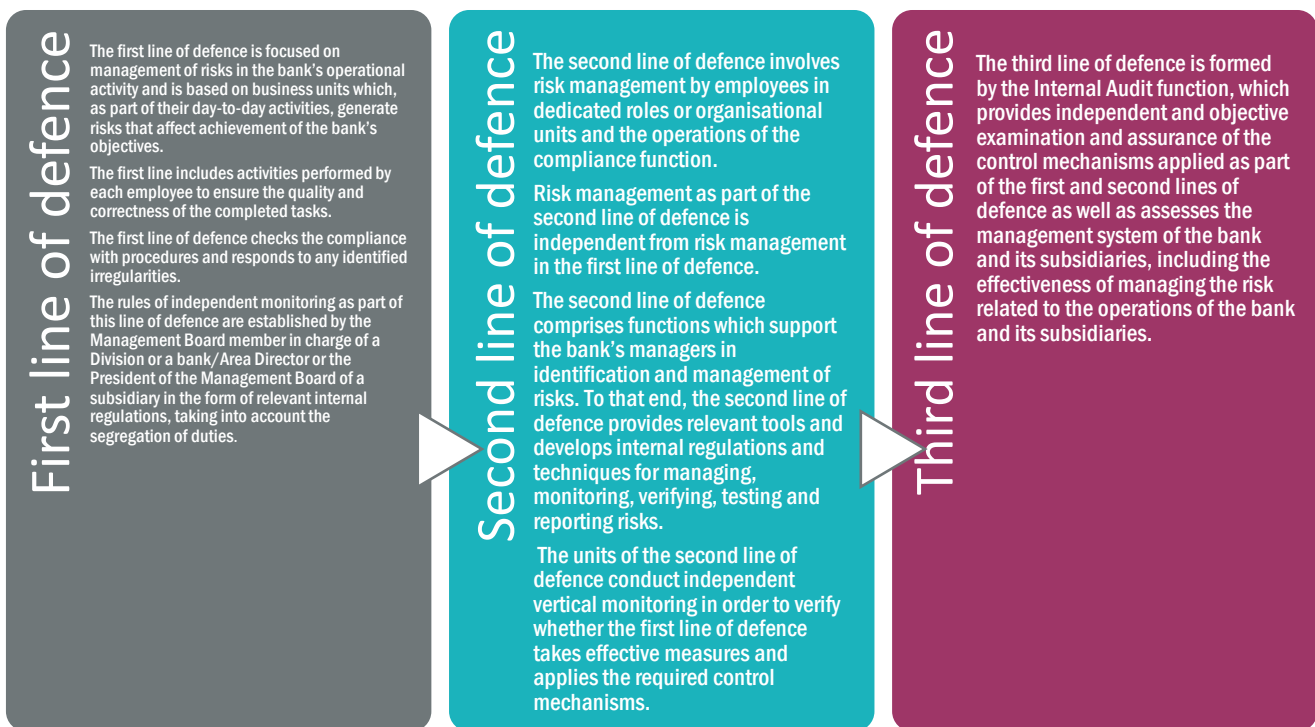 First line of defence
The first line of defence is focused on
management of risks in the bank's operational
activity and is based on business units which,
as part of their day-to-day activities, generate
risks that affect achievement of the bank's
objectives.
The first line includes activities performed by
each employee to ensure the quality and
correctness of the completed tasks.
The first line of defence checks the compliance
with procedures and responds to any identified
irregularities.
The rules of independent monitoring as part of
this line of defence are established by the
Management Board member in charge of a
Division or a bank/Area Director or the
President of the Management Board of a
subsidiary in the form of relevant internal
regulations, taking into account the
segregation of duties.
Second line of defence
The second line of defence involves
risk management by employees in
dedicated roles or organisational
units and the operations of the
compliance function.
Risk management as part of the
second line of defence is
independent from risk management
in the first line of defence.
The second line of defence
comprises functions which support
the bank's managers in
identification and management of
risks. To that end, the second line of
defence provides relevant tools and
develops internal regulations and
techniques for managing,
monitoring, verifying, testing and
reporting risks.
The units of the second line of
defence conduct independent
vertical monitoring in order to verify
whether the first line of defence
takes effective measures and
applies the required control
mechanisms.
Third line of defence
The third line of defence is formed
by the Internal Audit function, which
provides independent and objective
examination and assurance of the
control mechanisms applied as part
of the first and second lines of
defence as well as assesses the
management system of the bank
and its subsidiaries, including the
effectiveness of managing the risk
related to the operations of the bank
and its subsidiaries.